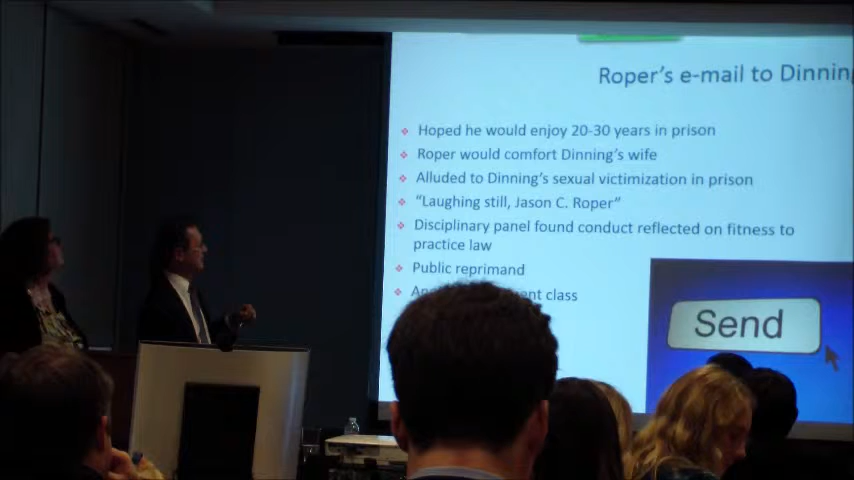 Roper's e-mail to Dinning
Hoped he would enjoy 20-30 years in prison
Roper would comfort Dinning's wife
Alluded to Dinning's sexual victimization in prison
"Laughing still, Jason C. Roper"
Disciplinary panel found conduct reflected on fitness to
practice law
Public reprimand
class
Send